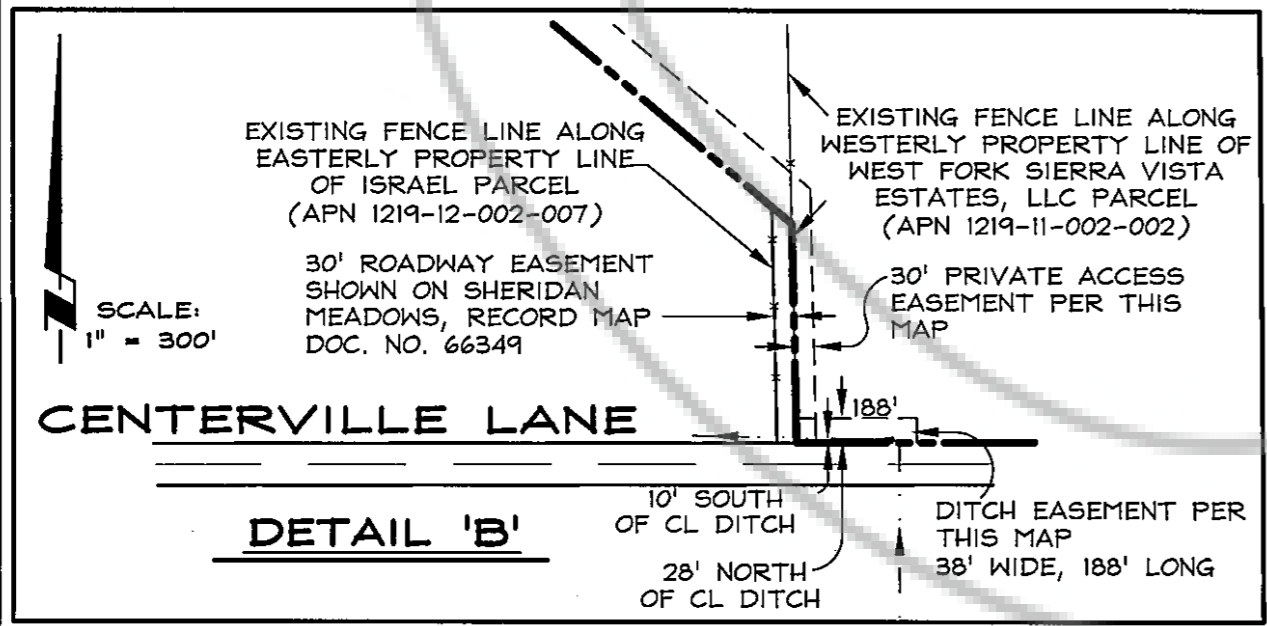 EXISTING FENCE LINE ALONG
EASTERLY PROPERTY LINE
OF ISRAEL PARCEL
(APN 1219-12-002-007)
EXISTING FENCE LINE ALONG
WESTERLY PROPERTY LINE OF
WEST FORK SIERRA VISTA
ESTATES, LLC PARCEL
(APN 1219-11-002-002)
30' ROADWAY EASEMENT
SHOWN ON SHERIDAN
MEADOWS, RECORD MAP
DOC. NO. 66349
30' PRIVATE ACCESS
EASEMENT PER THIS
MAP
SCALE:
1" = 300'
188'
CENTERVILLE LANE
10' SOUTH
OF CL DITCH
DITCH EASEMENT PER
THIS MAP
38' WIDE, 188' LONG
DETAIL 'B'
28' NORTH
OF CL DITCH